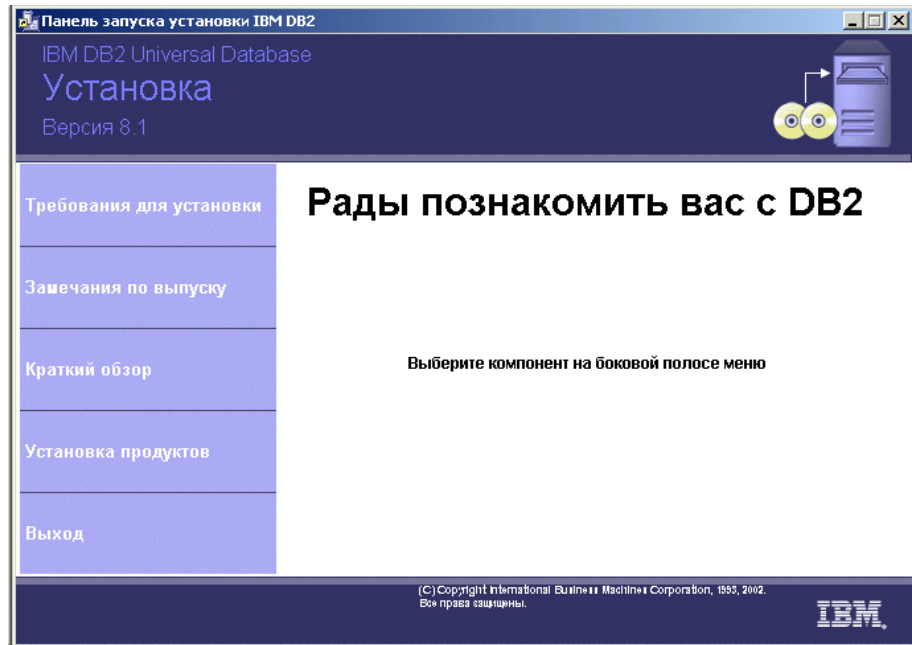 Панель запуска установки IBM DB2
IBM DB2 Universal Database
Установка
Версия 8.1
Требования для установки
Замечания по выпуску
Краткий обзор
Установка продуктов
Выход
Рады познакомить вас с DB2
Выберите компонент на боковой полосе меню
(C) Copyright International Business Machines Corporation, 1993, 2002.
Все права защищены.
IBM.